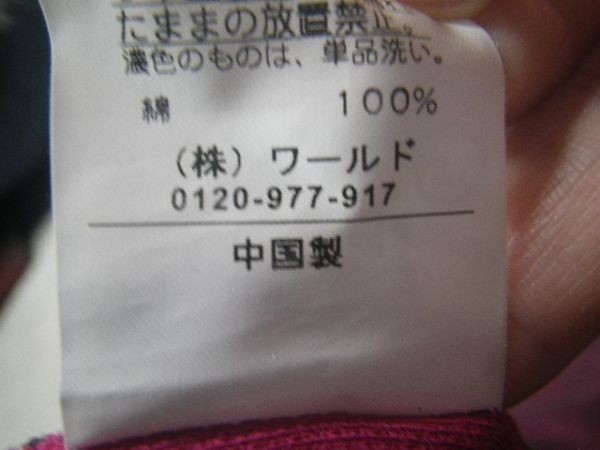 たままの放置禁止。
濃色のものは、単品洗い。
綿 100%
(株) ワールド
0120-977-917
中国製